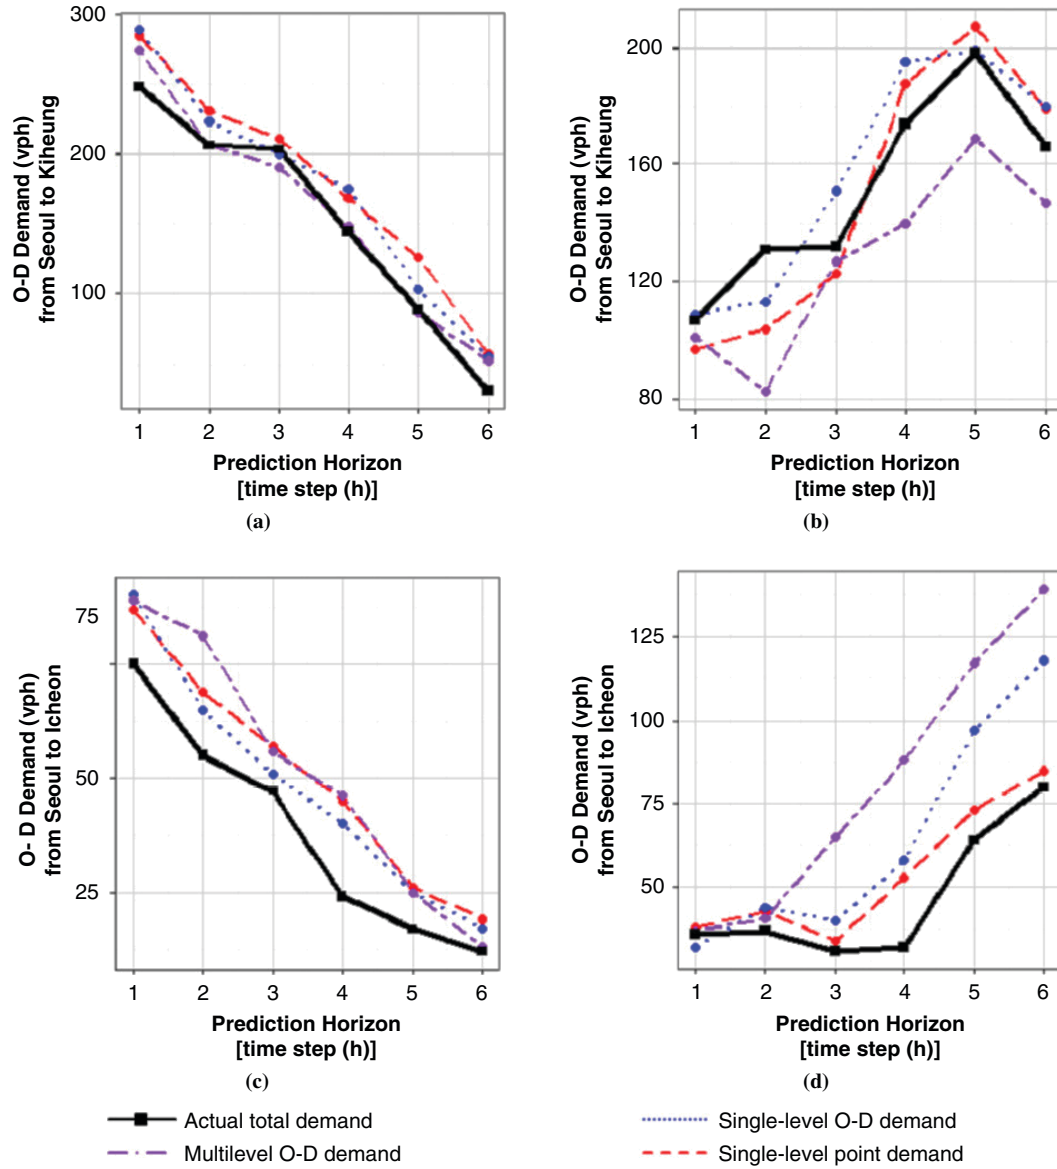 300
200
100
O-D Demand (vph)
from Seoul to Kiheung
1 2 3 4 5 6
Prediction Horizon
[time step (h)]
(a)
200
160
120
80
O-D Demand (vph)
from Seoul to Kiheung
1 2 3 4 5 6
Prediction Horizon
[time step (h)]
(b)
75
50
25
O- D Demand (vph)
from Seoul to Icheon
1 2 3 4 5 6
Prediction Horizon
[time step (h)]
(c)
125
100
75
50
O-D Demand (vph)
from Seoul to Icheon
1 2 3 4 5 6
Prediction Horizon
[time step (h)]
(d)
Actual total demand
Multilevel O-D demand
Single-level O-D demand
Single-level point demand